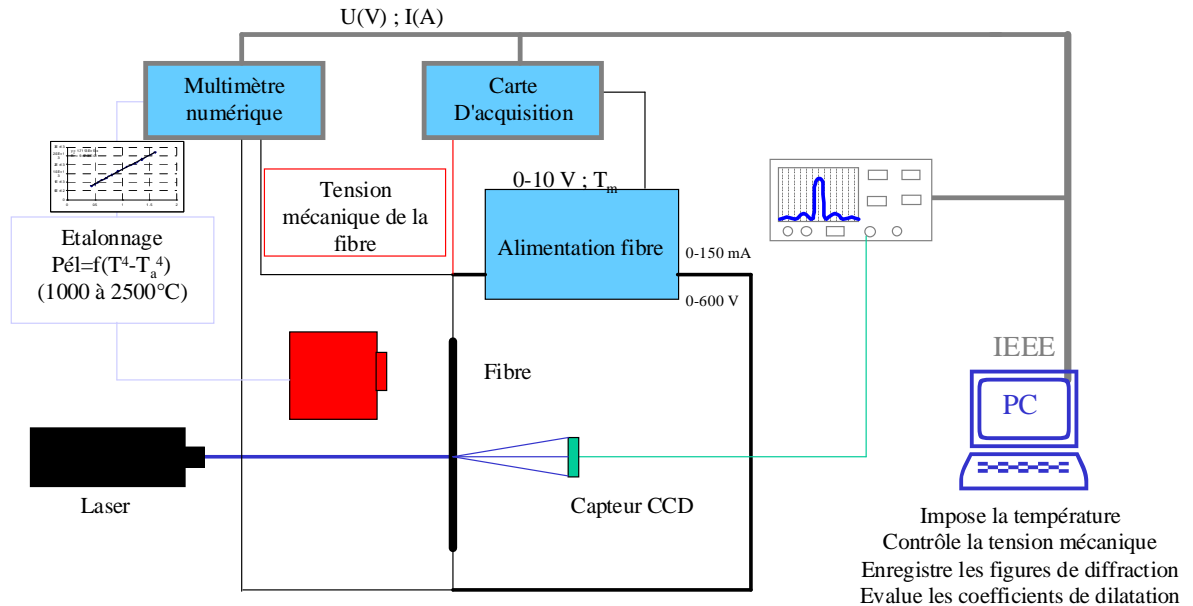 U(V) ; I(A)
Multimètre
numérique
Carte
D'acquisition
Tension
mécanique de la
fibre
0-10 V ; Tm
Alimentation fibre
0-150 mA
0-600 V
Etalonnage
Pél=f(T⁴-Tₐ⁴)
(1000 à 2500°C)
Fibre
IEEE
PC
Laser
Capteur CCD
Impose la température
Contrôle la tension mécanique
Enregistre les figures de diffraction
Evalue les coefficients de dilatation